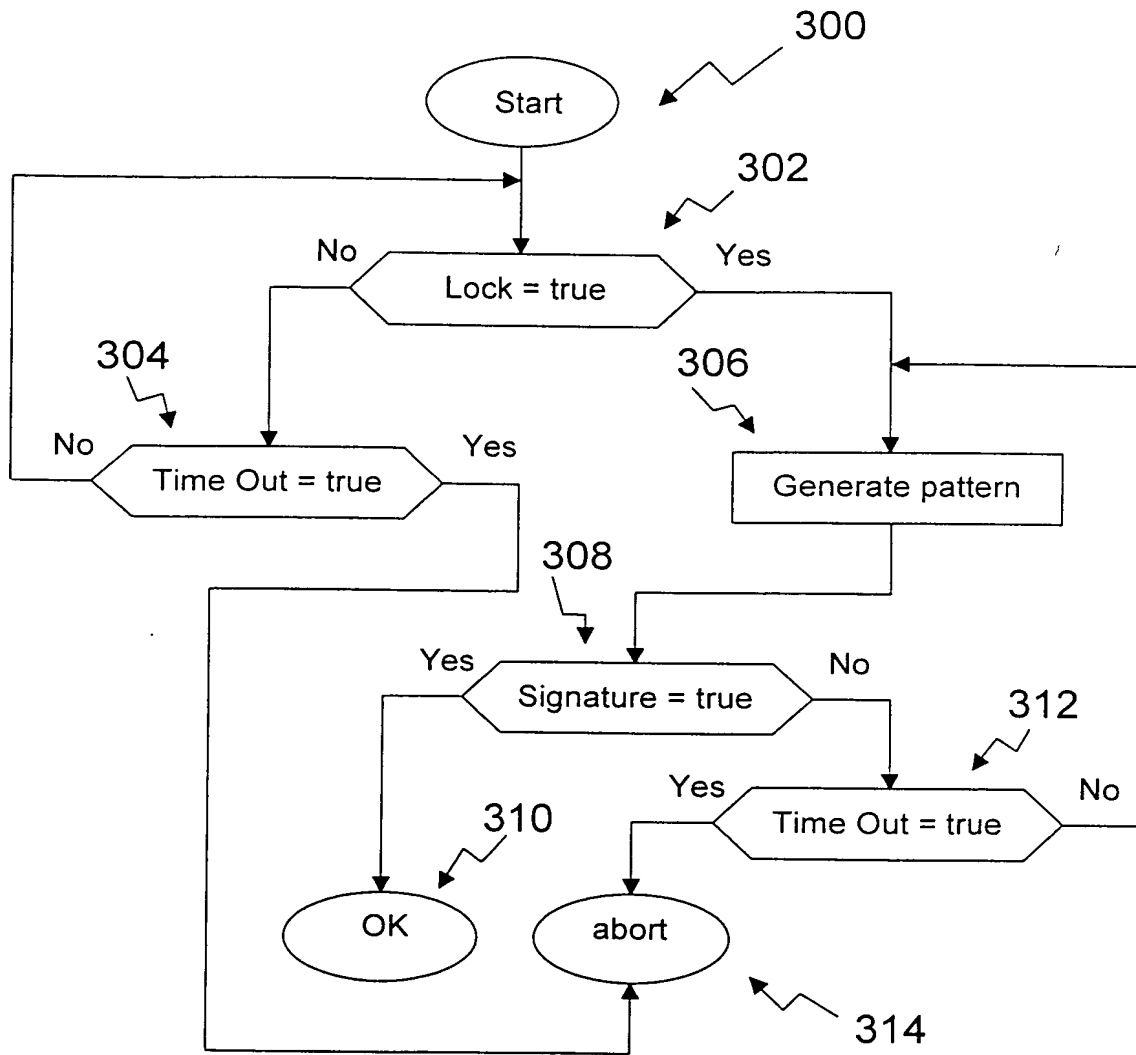 300
Start
302
No
Yes
Lock = true
304
306
No
Yes
Time Out = true
Generate pattern
308
Yes
No
Signature = true
312
Yes
No
Time Out = true
310
OK
abort
314